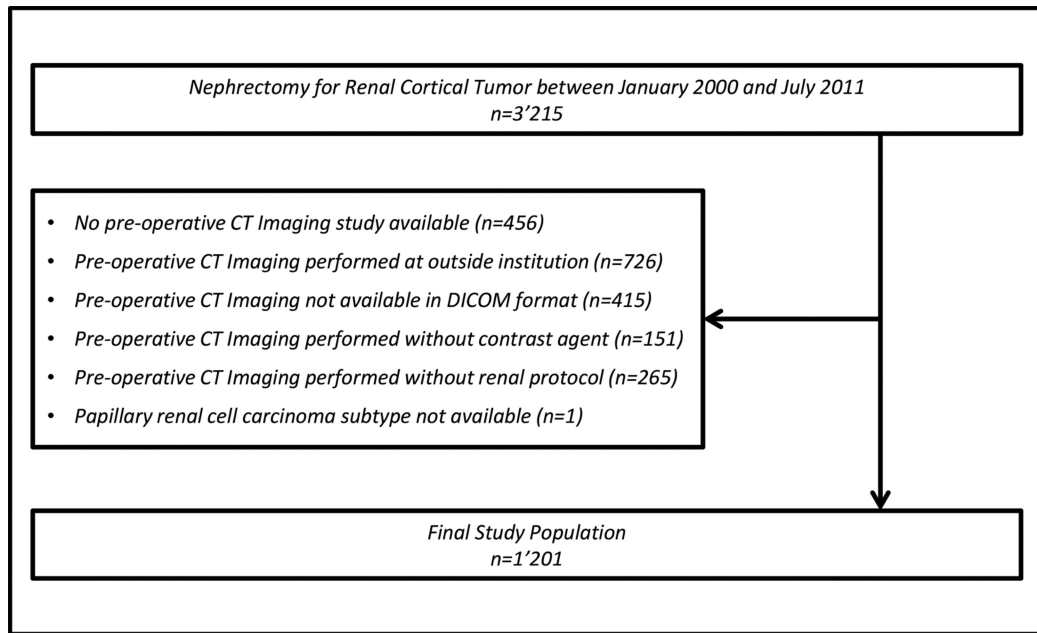 Nephrectomy for Renal Cortical Tumor between January 2000 and July 2011
n=3'215
• No pre-operative CT Imaging study available (n=456)
• Pre-operative CT Imaging performed at outside institution (n=726)
• Pre-operative CT Imaging not available in DICOM format (n=415)
• Pre-operative CT Imaging performed without contrast agent (n=151)
• Pre-operative CT Imaging performed without renal protocol (n=265)
• Papillary renal cell carcinoma subtype not available (n=1)
Final Study Population
n=1'201